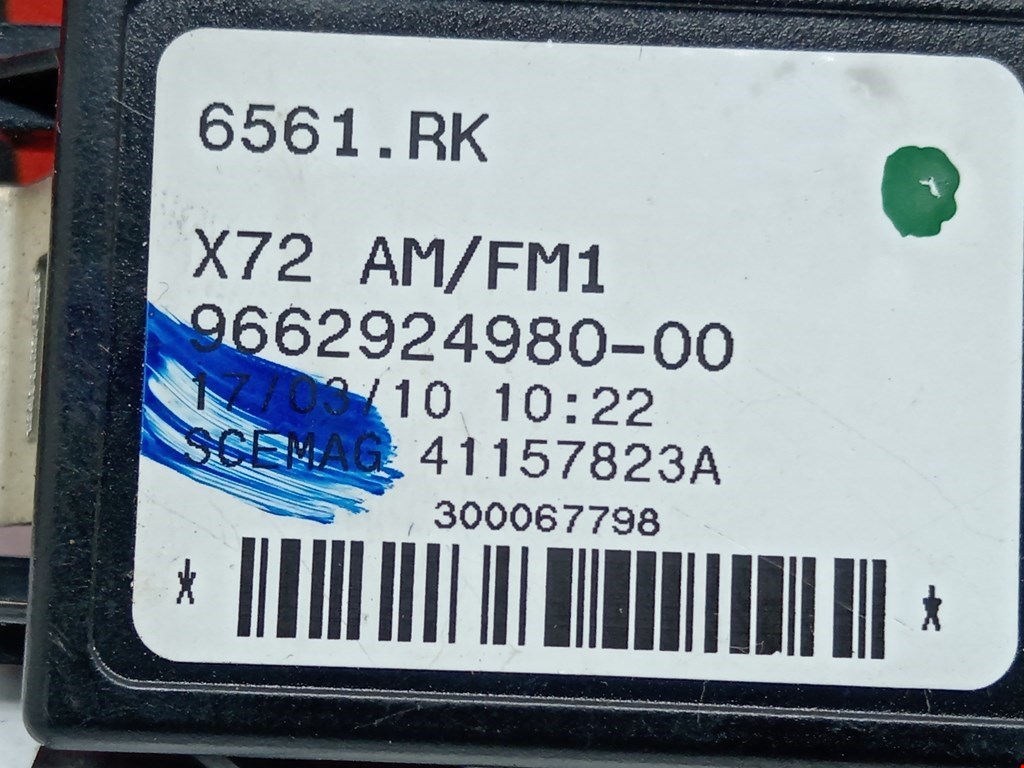 6561.RK
X72 AM/FM1
9662924980-00
17/03/10 10:22
SCEMAG 41157823A
300067798
* *